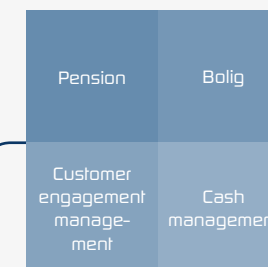 Pension
Bolig
Customer
engagement
manage-
ment
Cash
managemen